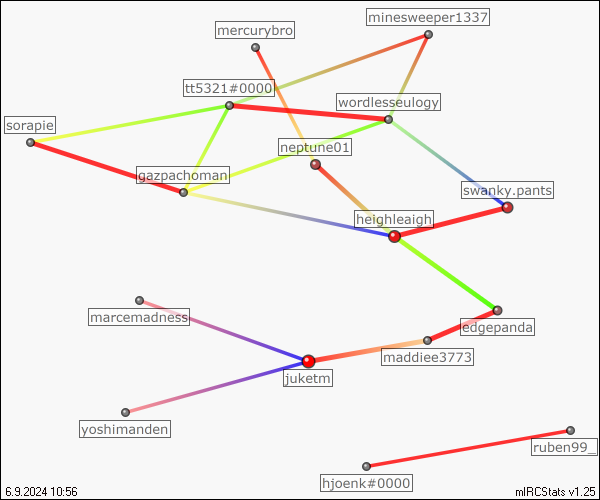 minesweeper1337
mercurybro
tt5321#0000
wordlesseulogy
sorapie
neptune01
gazpachoman
swanky.pants
heighleaigh
marcemadness
edgepanda
maddiee3773
juketm
yoshimanden
ruben99_
hjoenk#0000
6.9.2024 10:56
mIRCStats v1.25